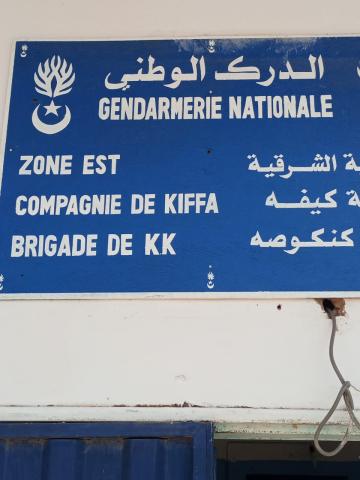 الدرك الوطني
GENDARMERIE NATIONALE
ZONE EST
الشرقية
COMPAGNIE DE KIFFA
كيفه
BRIGADE DE KK
كنكوصه